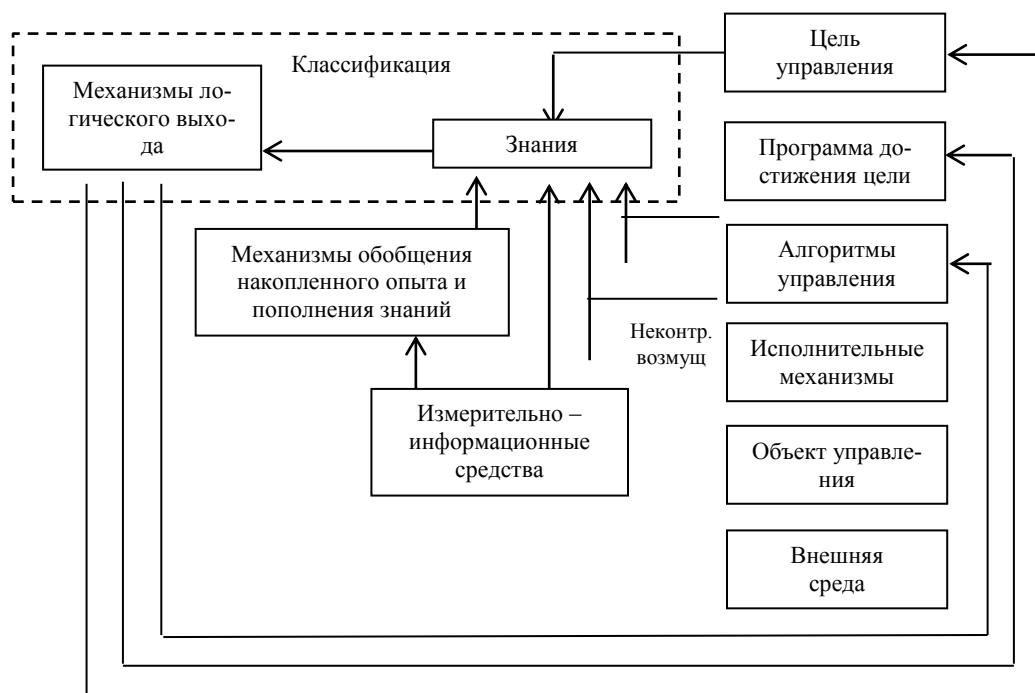 Классификация
Механизмы ло-
гического выхо-
да
Знания
Цель
управления
Программа до-
стижения цели
Механизмы обобщения
накопленного опыта и
пополнения знаний
Алгоритмы
управления
Неконтр.
возмущ
Исполнительные
механизмы
Измерительно –
информационные
средства
Объект управле-
ния
Внешняя
среда